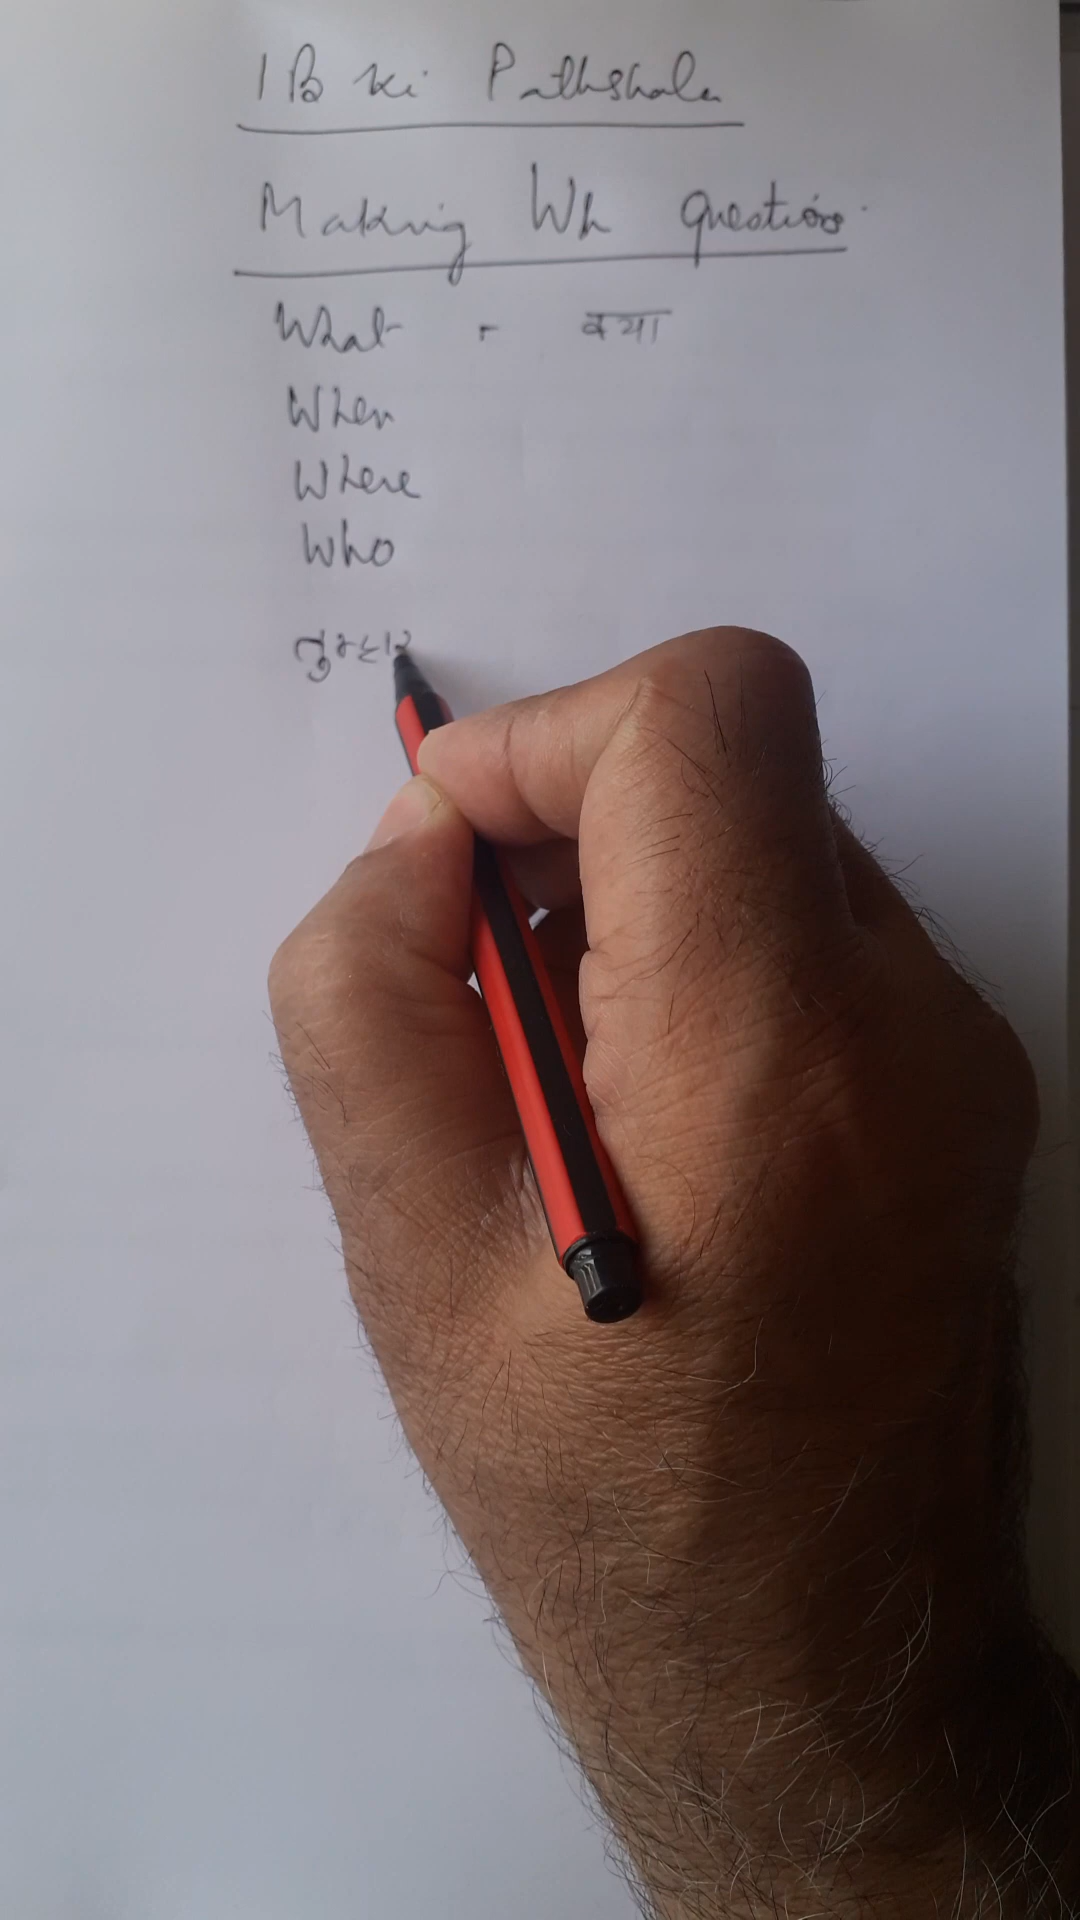 IB ki Pathshala
Making Wh questions
What - क्या
When
Where
Who
तुम्हार